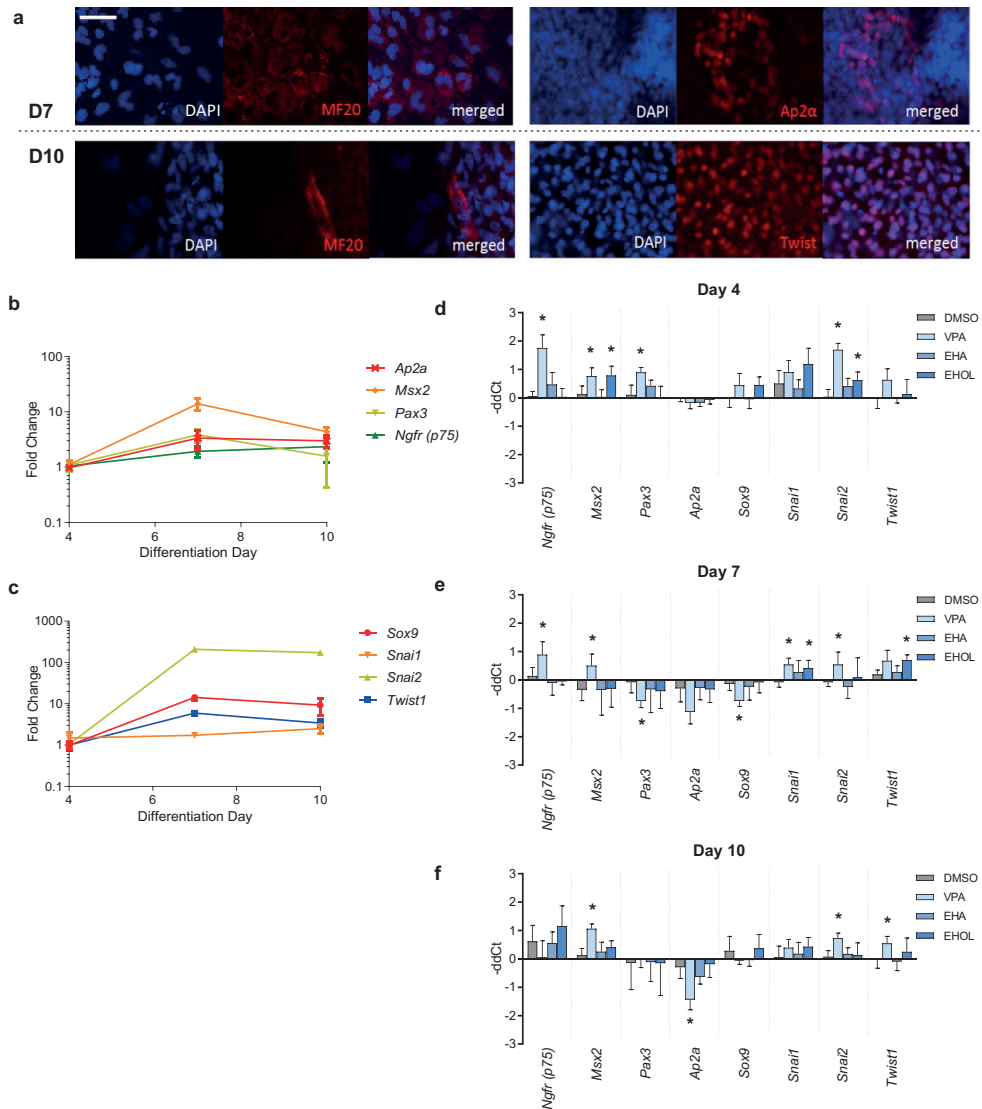 a
D7
DAPI
MF20
merged
DAPI
Ap2α
merged
D10
DAPI
MF20
merged
DAPI
Twist
merged
b
Fold Change
100
10
1
0.1
4
6
8
10
Differentiation Day
Ap2a
Msx2
Pax3
Ngfr (p75)
c
Fold Change
1000
100
10
1
0.1
4
6
8
10
Differentiation Day
Sox9
Snai1
Snai2
Twist1
d
Day 4
-ddCt
3
2
1
0
-1
-2
-3
* * * * * *
Ngfr (p75)
Msx2
Pax3
Ap2a
Sox9
Snai1
Snai2
Twist1
DMSO
VPA
EHA
EHOL
e
Day 7
-ddCt
3
2
1
0
-1
-2
-3
* * * * * * * *
Ngfr (p75)
Msx2
Pax3
Ap2a
Sox9
Snai1
Snai2
Twist1
DMSO
VPA
EHA
EHOL
f
Day 10
-ddCt
3
2
1
0
-1
-2
-3
* * * *
Ngfr (p75)
Msx2
Pax3
Ap2a
Sox9
Snai1
Snai2
Twist1
DMSO
VPA
EHA
EHOL